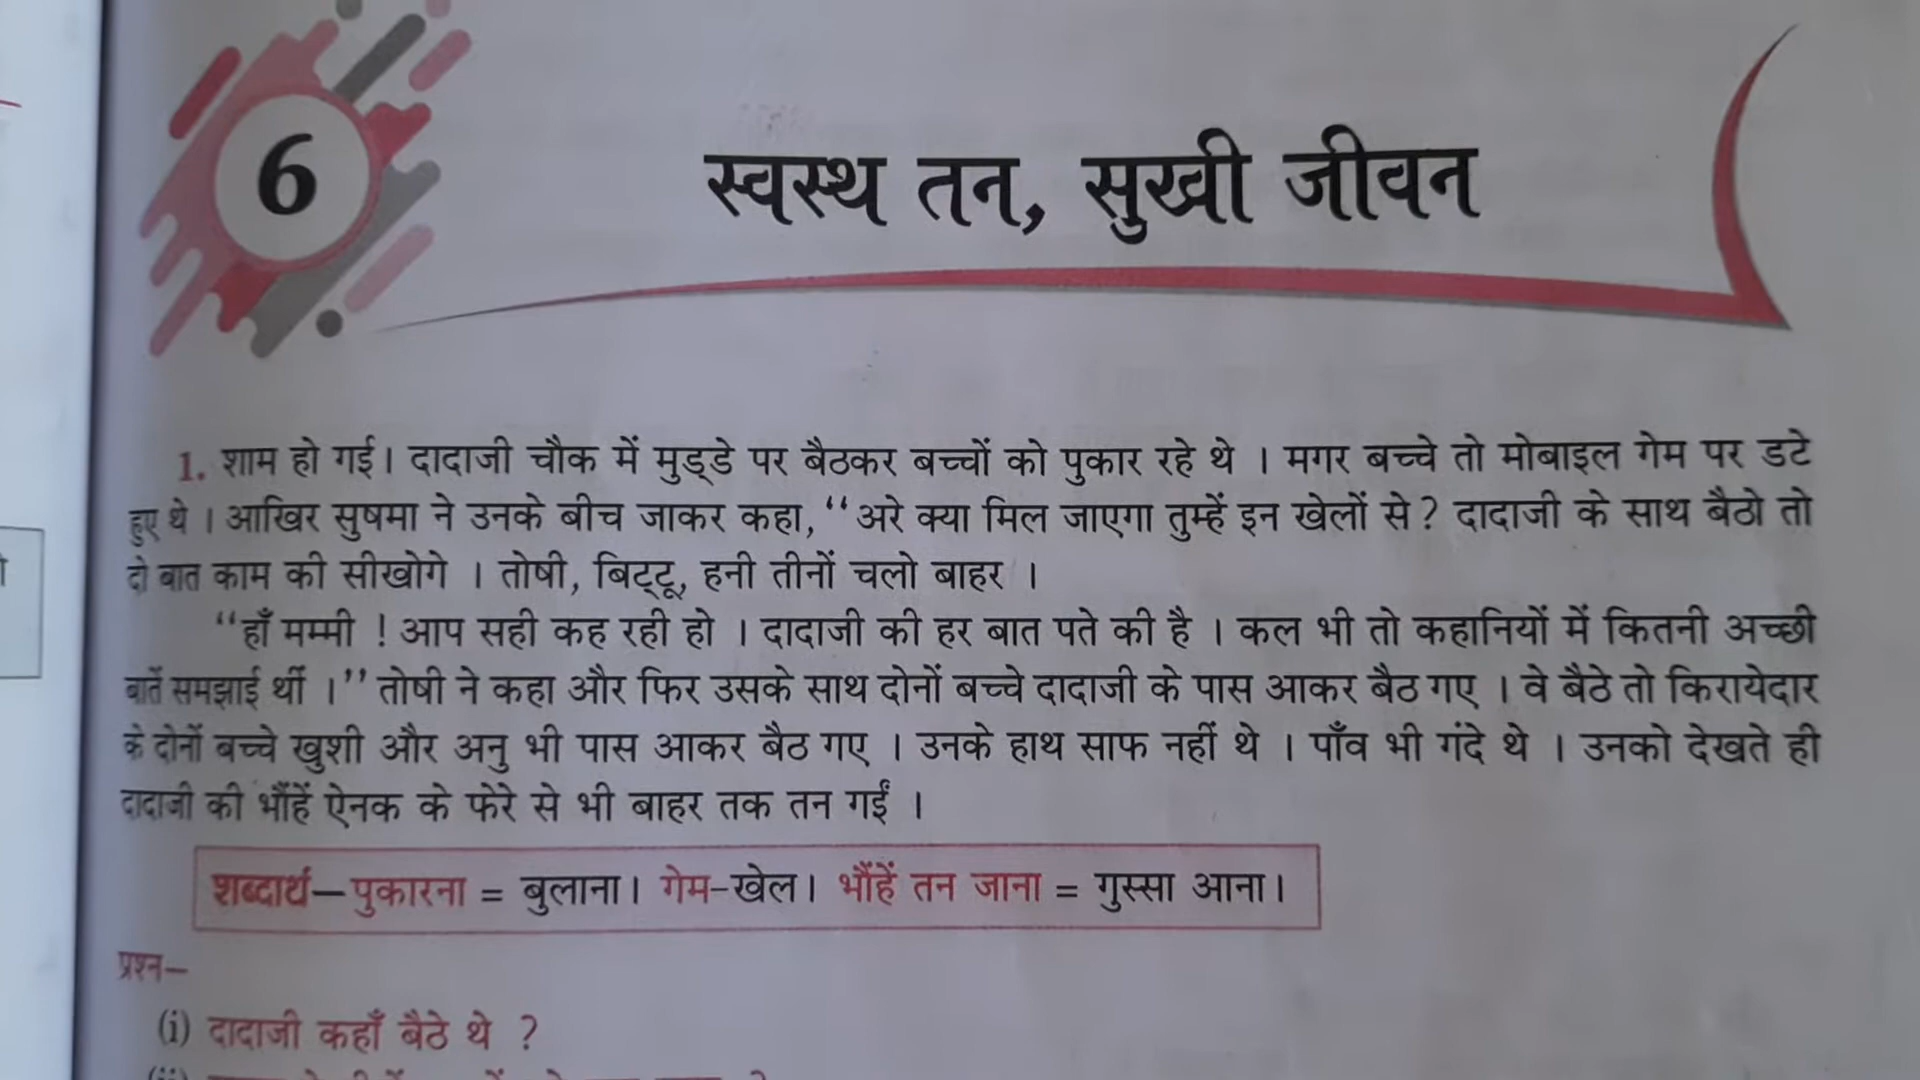 6
स्वस्थ तन, सुखी जीवन
1. शाम हो गई। दादाजी चौक में मुड्डे पर बैठकर बच्चों को पुकार रहे थे । मगर बच्चे तो मोबाइल गेम पर डटे
हुए थे । आखिर सुषमा ने उनके बीच जाकर कहा, “अरे क्या मिल जाएगा तुम्हें इन खेलों से? दादाजी के साथ बैठो तो
दो बात काम की सीखोगे । तोषी, बिट्टू, हनी तीनों चलो बाहर ।
“हाँ मम्मी ! आप सही कह रही हो । दादाजी की हर बात पते की है । कल भी तो कहानियों में कितनी अच्छी
बातें समझाई थीं ।” तोषी ने कहा और फिर उसके साथ दोनों बच्चे दादाजी के पास आकर बैठ गए । वे बैठे तो किरायेदार
के दोनों बच्चे खुशी और अनु भी पास आकर बैठ गए । उनके हाथ साफ नहीं थे । पाँव भी गंदे थे । उनको देखते ही
दादाजी की भौंहें ऐनक के फेरे से भी बाहर तक तन गईं ।
शब्दार्थ—पुकारना = बुलाना। गेम-खेल। भौंहें तन जाना = गुस्सा आना।
प्रश्न—
(i) दादाजी कहाँ बैठे थे ?